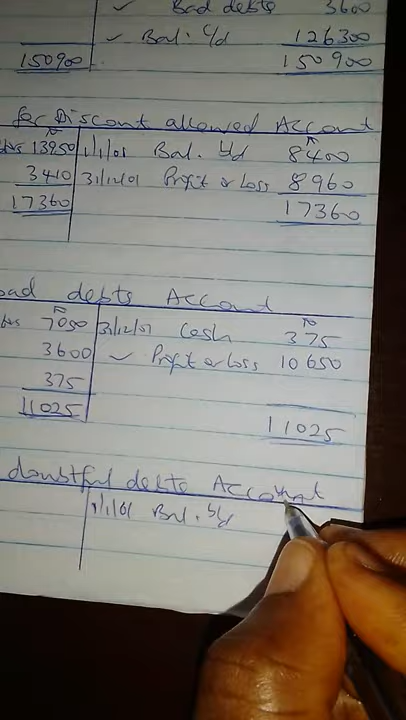 ✓ Bad debts 3600
✓ Bal. c/d 126300
150900 150900
for Discount allowed Account
N
13950 1/1/01 Bal. b/d 8400
3410 31/12/01 Profit or Loss 8960
17360 17360
debts Account
N
7050 31/12/01 Cash 375
3600 ✓ Profit or Loss 10650
375
11025 11025
doubtful debts Account
1/1/01 Bal. b/d